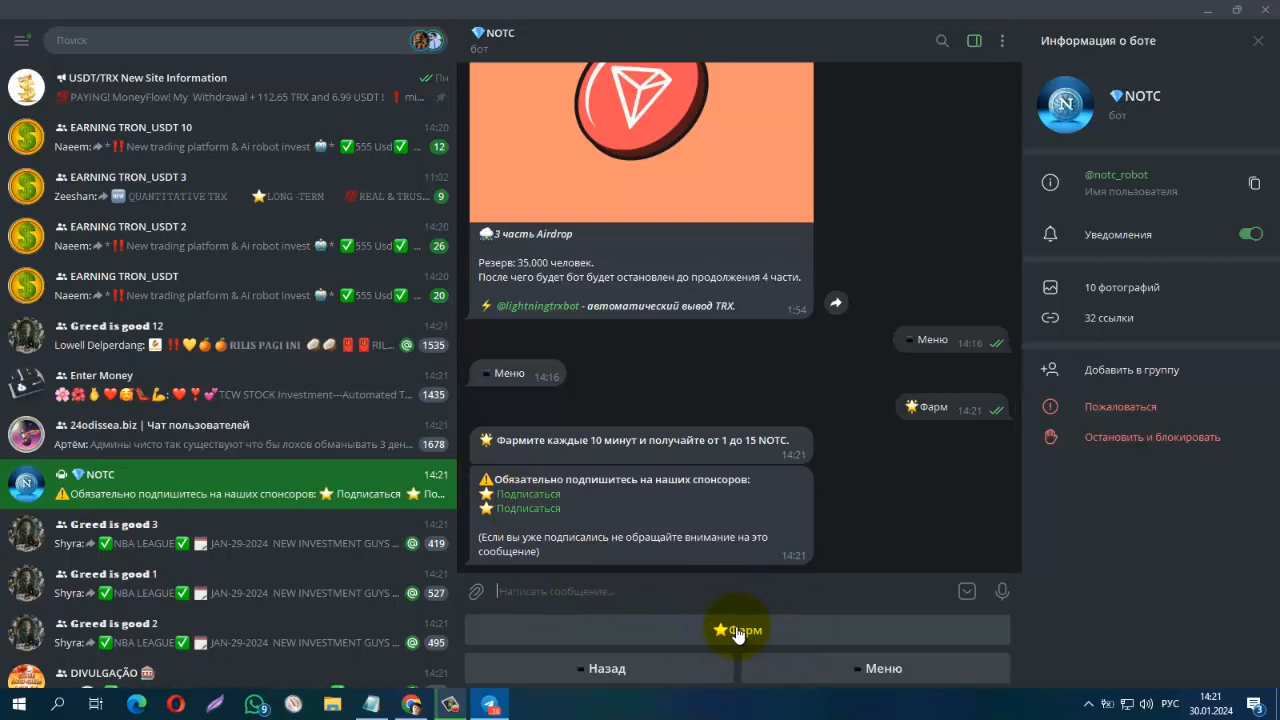 Поиск
USDT/TRX New Site Information
Пн
PAYING! MoneyFlow! My Withdrawal + 112.65 TRX and 6.99 USDT ! ❗ mi...
EARNING TRON_USDT 10
14:20
Naeem: *‼️New trading platform & Ai robot invest 🤖* ✅555 Usd✅ ...
12
EARNING TRON_USDT 3
11:02
Zeeshan: 🆕 QUANTITATIVE TRX ⭐LONG -TERM 💯REAL & TRUS...
9
EARNING TRON_USDT 2
14:20
Naeem: *‼️New trading platform & Ai robot invest 🤖* ✅555 Usd✅ ...
26
EARNING TRON_USDT
14:20
Naeem: *‼️New trading platform & Ai robot invest 🤖* ✅555 Usd✅ ...
20
Greed is good 12
14:21
Lowell Delperdang: RILIS PAGI INI RIL...
@ 1535
Enter Money
14:21
TCW STOCK Investment---Automated T...
1435
24odissea.biz | Чат пользователей
14:21
Артём: Админы чисто так существуют что бы лохов обманывать 3 ден...
1678
NOTC
14:21
⚠️Обязательно подпишитесь на наших спонсоров: ⭐ Подписаться ⭐ По...
Greed is good 3
14:21
Shyra: ✅NBA LEAGUE✅ JAN-29-2024 NEW INVESTMENT GUYS ...
@ 419
Greed is good 1
14:21
Shyra: ✅NBA LEAGUE✅ JAN-29-2024 NEW INVESTMENT GUYS ...
@ 527
Greed is good 2
14:21
Shyra: ✅NBA LEAGUE✅ JAN-29-2024 NEW INVESTMENT GUYS ...
@ 495
DIVULGAÇÃO
14:21
💎NOTC
бот
3 часть Airdrop
Резерв: 35.000 человек.
После чего будет бот будет остановлен до продолжения 4 части.
⚡ @lightningtrxbot - автоматический вывод TRX.
1:54
Меню 14:16
Меню 14:16
🌟Фарм 14:21
🌟 Фармите каждые 10 минут и получайте от 1 до 15 NOTC.
14:21
⚠️Обязательно подпишитесь на наших спонсоров:
⭐ Подписаться
⭐ Подписаться
(Если вы уже подписались не обращайте внимание на это
сообщение)
14:21
Написать сообщение...
⭐Фарм
Назад
Меню
Информация о боте
N
💎NOTC
бот
@notc_robot
Имя пользователя
Уведомления
10 фотографий
32 ссылки
Добавить в группу
Пожаловаться
Остановить и блокировать
9
РУС
14:21
30.01.2024
3